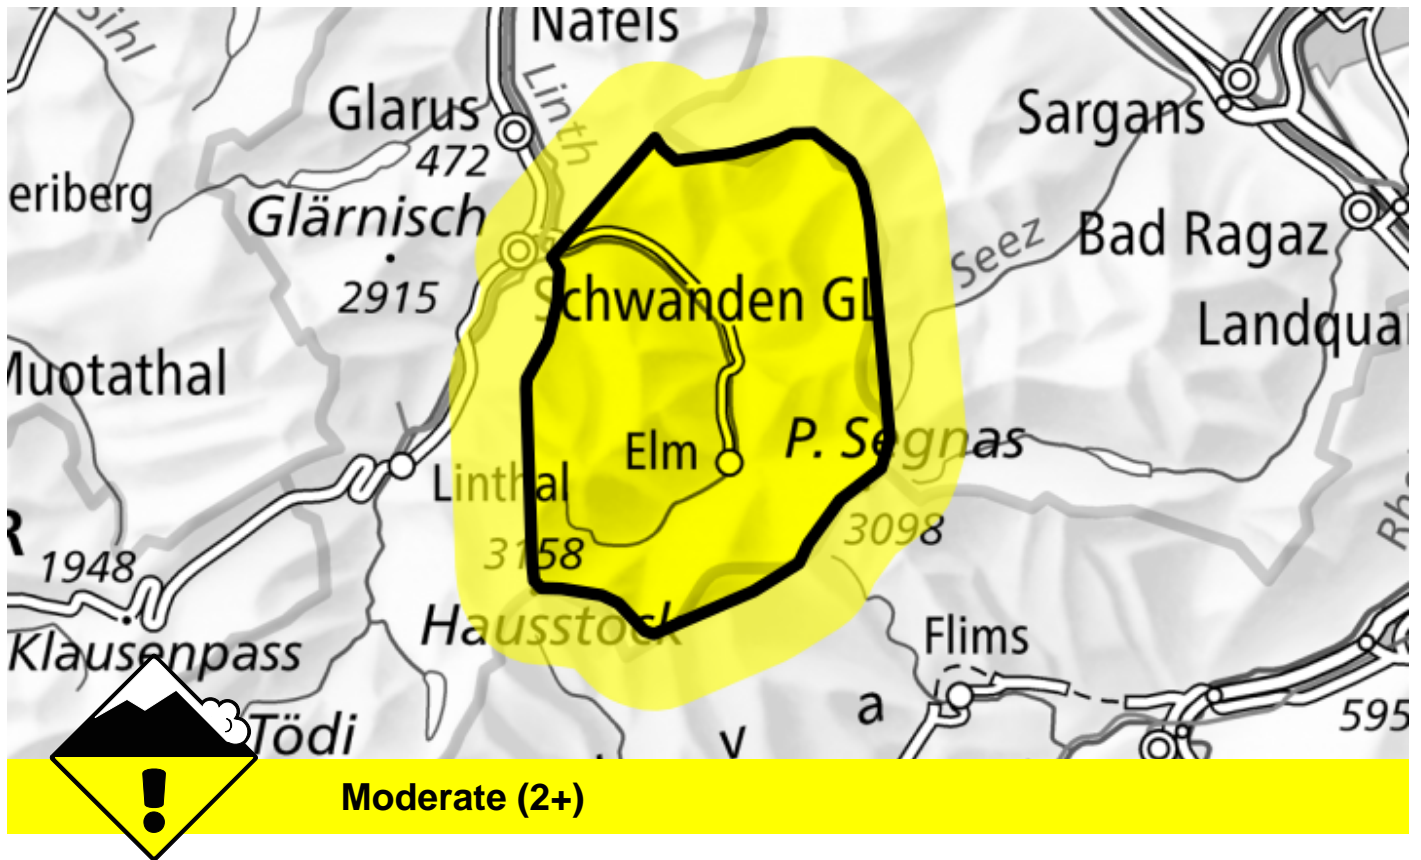 Näfels
Sihl
Linth
Glarus
472
Sargans
eriberg
Glärnisch
2915
Seez
Bad Ragaz
Schwanden GL
Landquar
Muotathal
Elm
P. Segnas
Linthal
3158
3098
R
1948
Rhe
Klausenpass
Hausstock
Flims
Tödi
v
a
595
Moderate (2+)